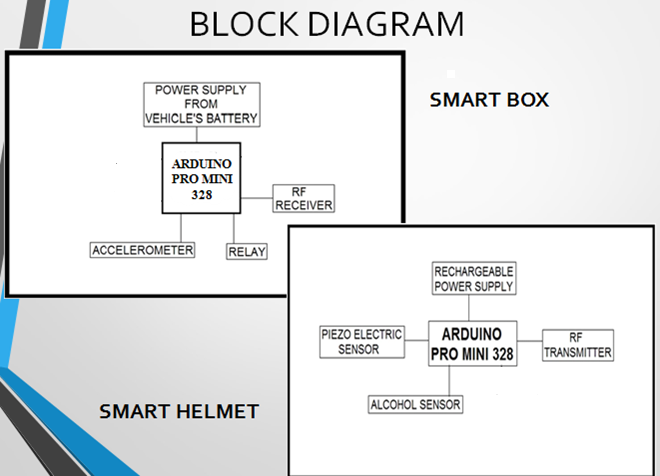 BLOCK DIAGRAM
SMART BOX
POWER SUPPLY
FROM
VEHICLE'S BATTERY
ARDUINO
PRO MINI
328
RF
RECEIVER
ACCELEROMETER
RELAY
SMART HELMET
RECHARGEABLE
POWER SUPPLY
PIEZO ELECTRIC
SENSOR
ARDUINO
PRO MINI 328
RF
TRANSMITTER
ALCOHOL SENSOR